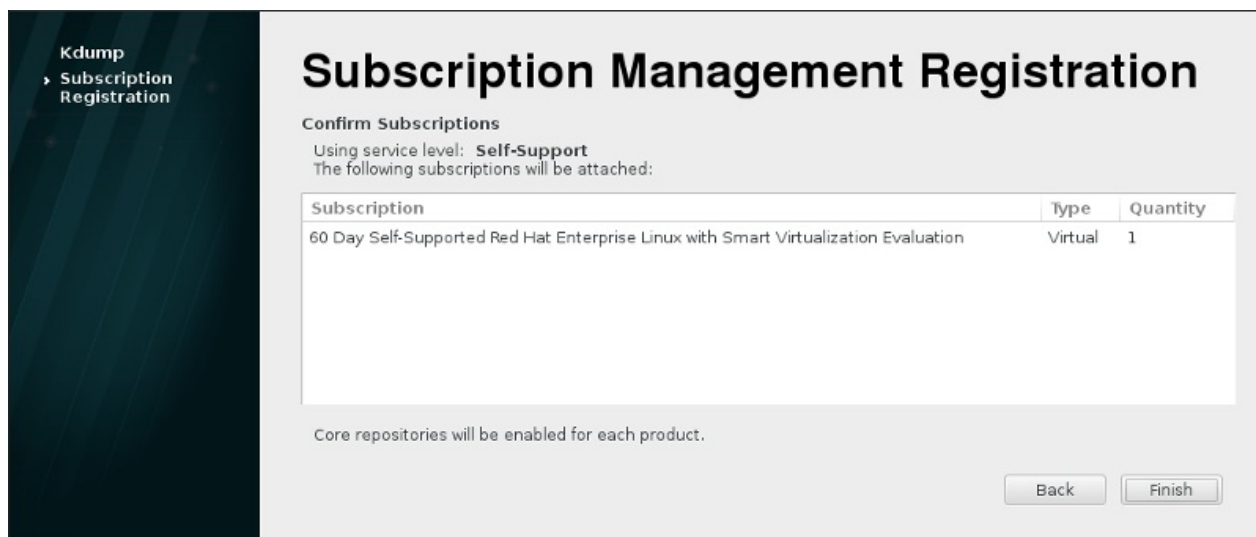 Kdump
Subscription
Registration
Subscription Management Registration
Confirm Subscriptions
Using service level: Self-Support
The following subscriptions will be attached:
Subscription Type Quantity
60 Day Self-Supported Red Hat Enterprise Linux with Smart Virtualization Evaluation Virtual 1
Core repositories will be enabled for each product.
Back Finish